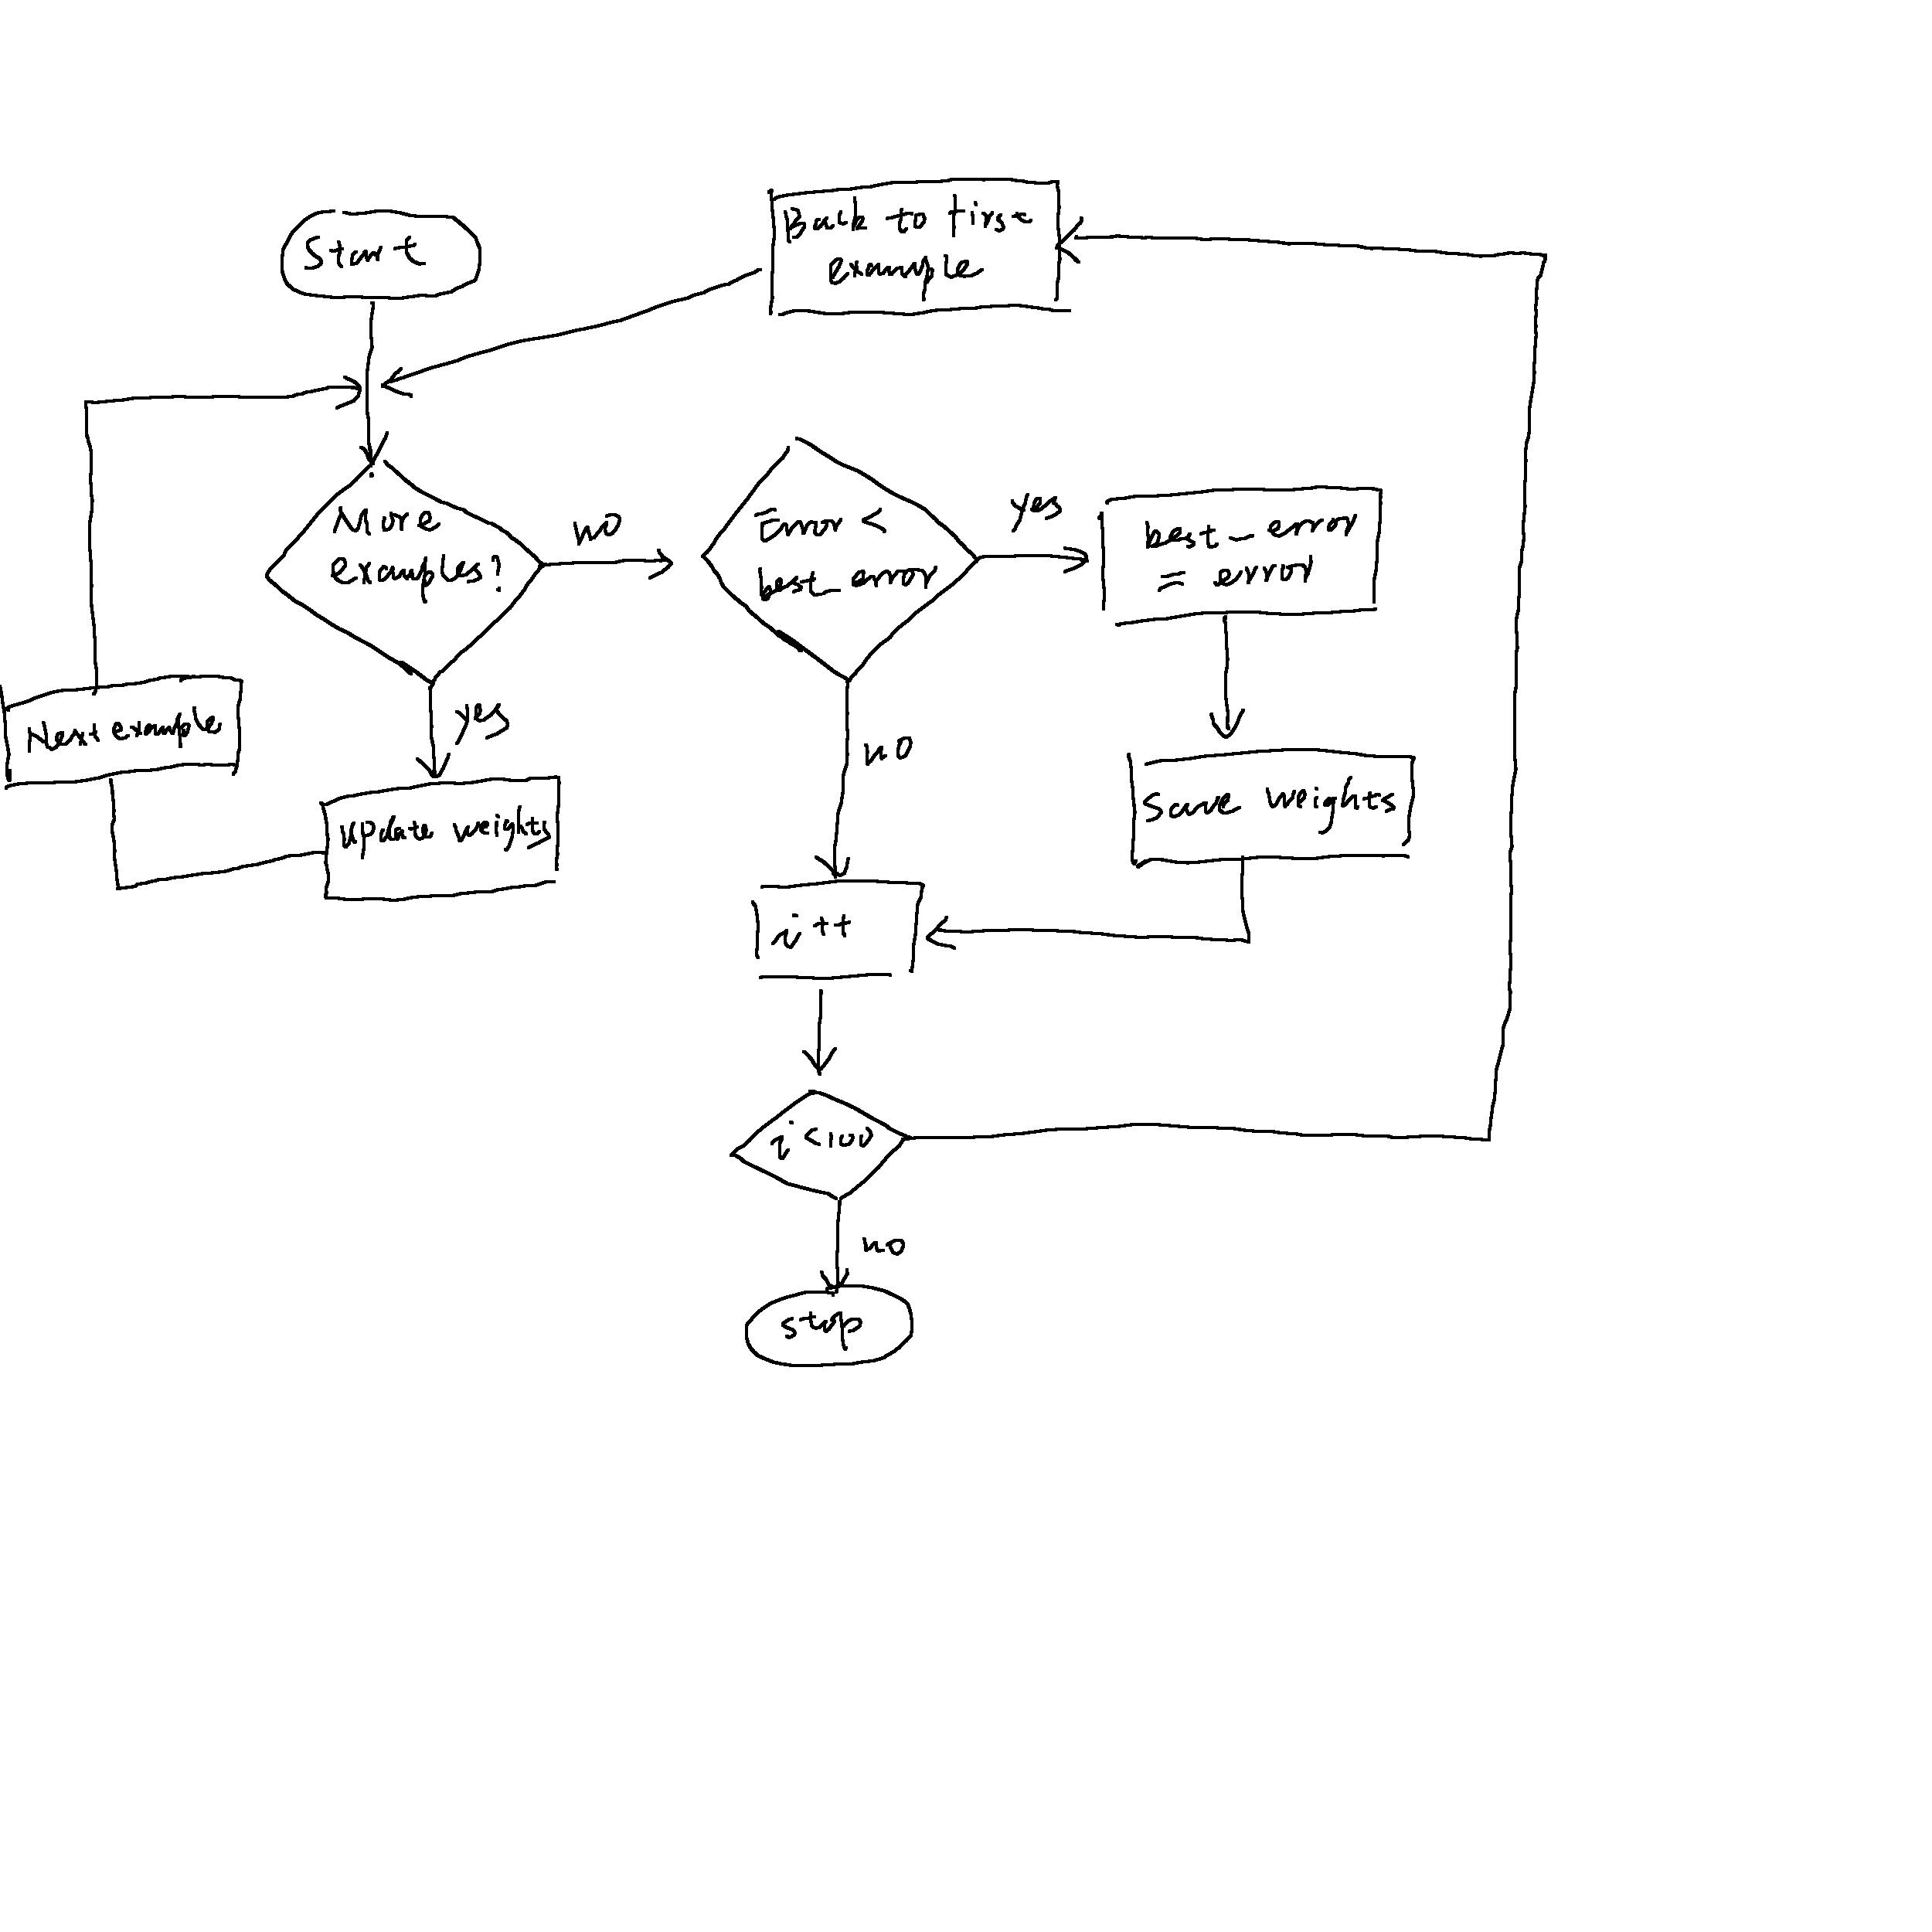 Start
Back to first
example
More
examples?
no
Error <
best_error
yes
best_error
= error
Next example
yes
update weights
no
Save weights
i++
i <100
no
stop